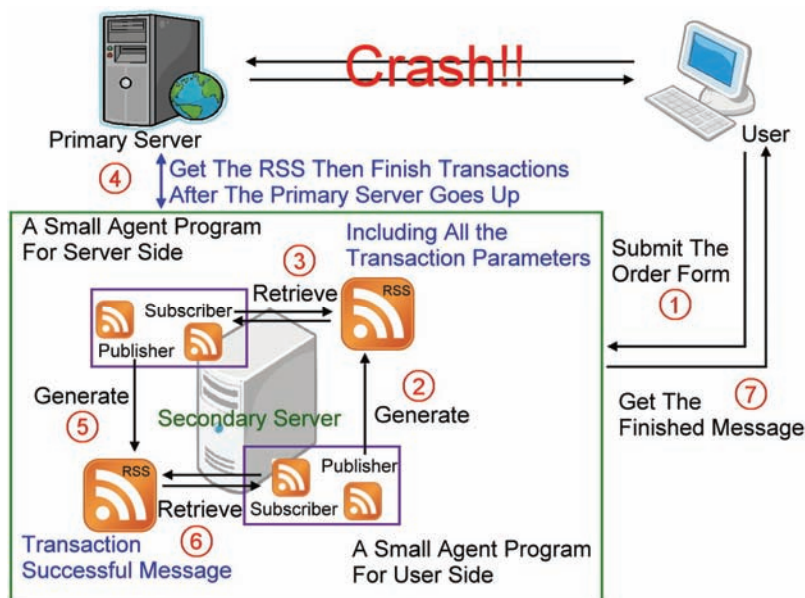 Crash!!
Primary Server
User
4
Get The RSS Then Finish Transactions
After The Primary Server Goes Up
A Small Agent Program
For Server Side
Including All the
Transaction Parameters
3
Retrieve
RSS
Subscriber
Publisher
Submit The
Order Form
1
Generate
5
Secondary Server
2
Generate
7
Get The
Finished Message
RSS
Retrieve
6
Publisher
Subscriber
Transaction
Successful Message
A Small Agent Program
For User Side